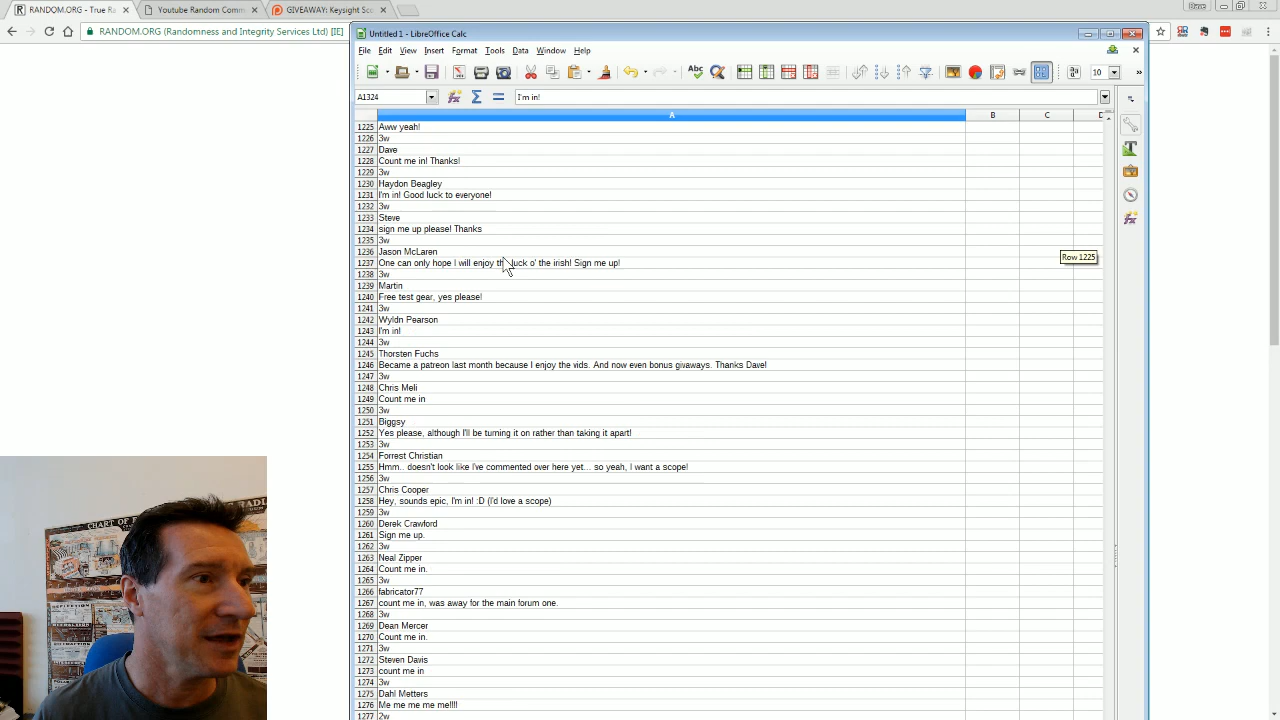 RANDOM.ORG - True Ra
Youtube Random Comm
GIVEAWAY: Keysight Sco
Dave
RANDOM.ORG (Randomness and Integrity Services Ltd) [IE]
Untitled 1 - LibreOffice Calc
File Edit View Insert Format Tools Data Window Help
10
A1324
I'm in!
A B C D
1225 Aww yeah!
1226 3w
1227 Dave
1228 Count me in! Thanks!
1229 3w
1230 Haydon Beagley
1231 I'm in! Good luck to everyone!
1232 3w
1233 Steve
1234 sign me up please! Thanks
1235 3w
1236 Jason McLaren
1237 One can only hope I will enjoy the luck o' the irish! Sign me up!
Row 1225
1238 3w
1239 Martin
1240 Free test gear, yes please!
1241 3w
1242 Wyldn Pearson
1243 I'm in!
1244 3w
1245 Thorsten Fuchs
1246 Became a patreon last month because I enjoy the vids. And now even bonus givaways. Thanks Dave!
1247 3w
1248 Chris Meli
1249 Count me in
1250 3w
1251 Biggsy
1252 Yes please, although I'll be turning it on rather than taking it apart!
1253 3w
1254 Forrest Christian
1255 Hmm.. doesn't look like I've commented over here yet... so yeah, I want a scope!
1256 3w
1257 Chris Cooper
1258 Hey, sounds epic, I'm in! :D (I'd love a scope)
1259 3w
1260 Derek Crawford
1261 Sign me up.
1262 3w
1263 Neal Zipper
1264 Count me in.
1265 3w
1266 fabricator77
1267 count me in, was away for the main forum one.
1268 3w
1269 Dean Mercer
1270 Count me in.
1271 3w
1272 Steven Davis
1273 count me in
1274 3w
1275 Dahl Metters
1276 Me me me me me!!!!
1277 2w
CHART OF